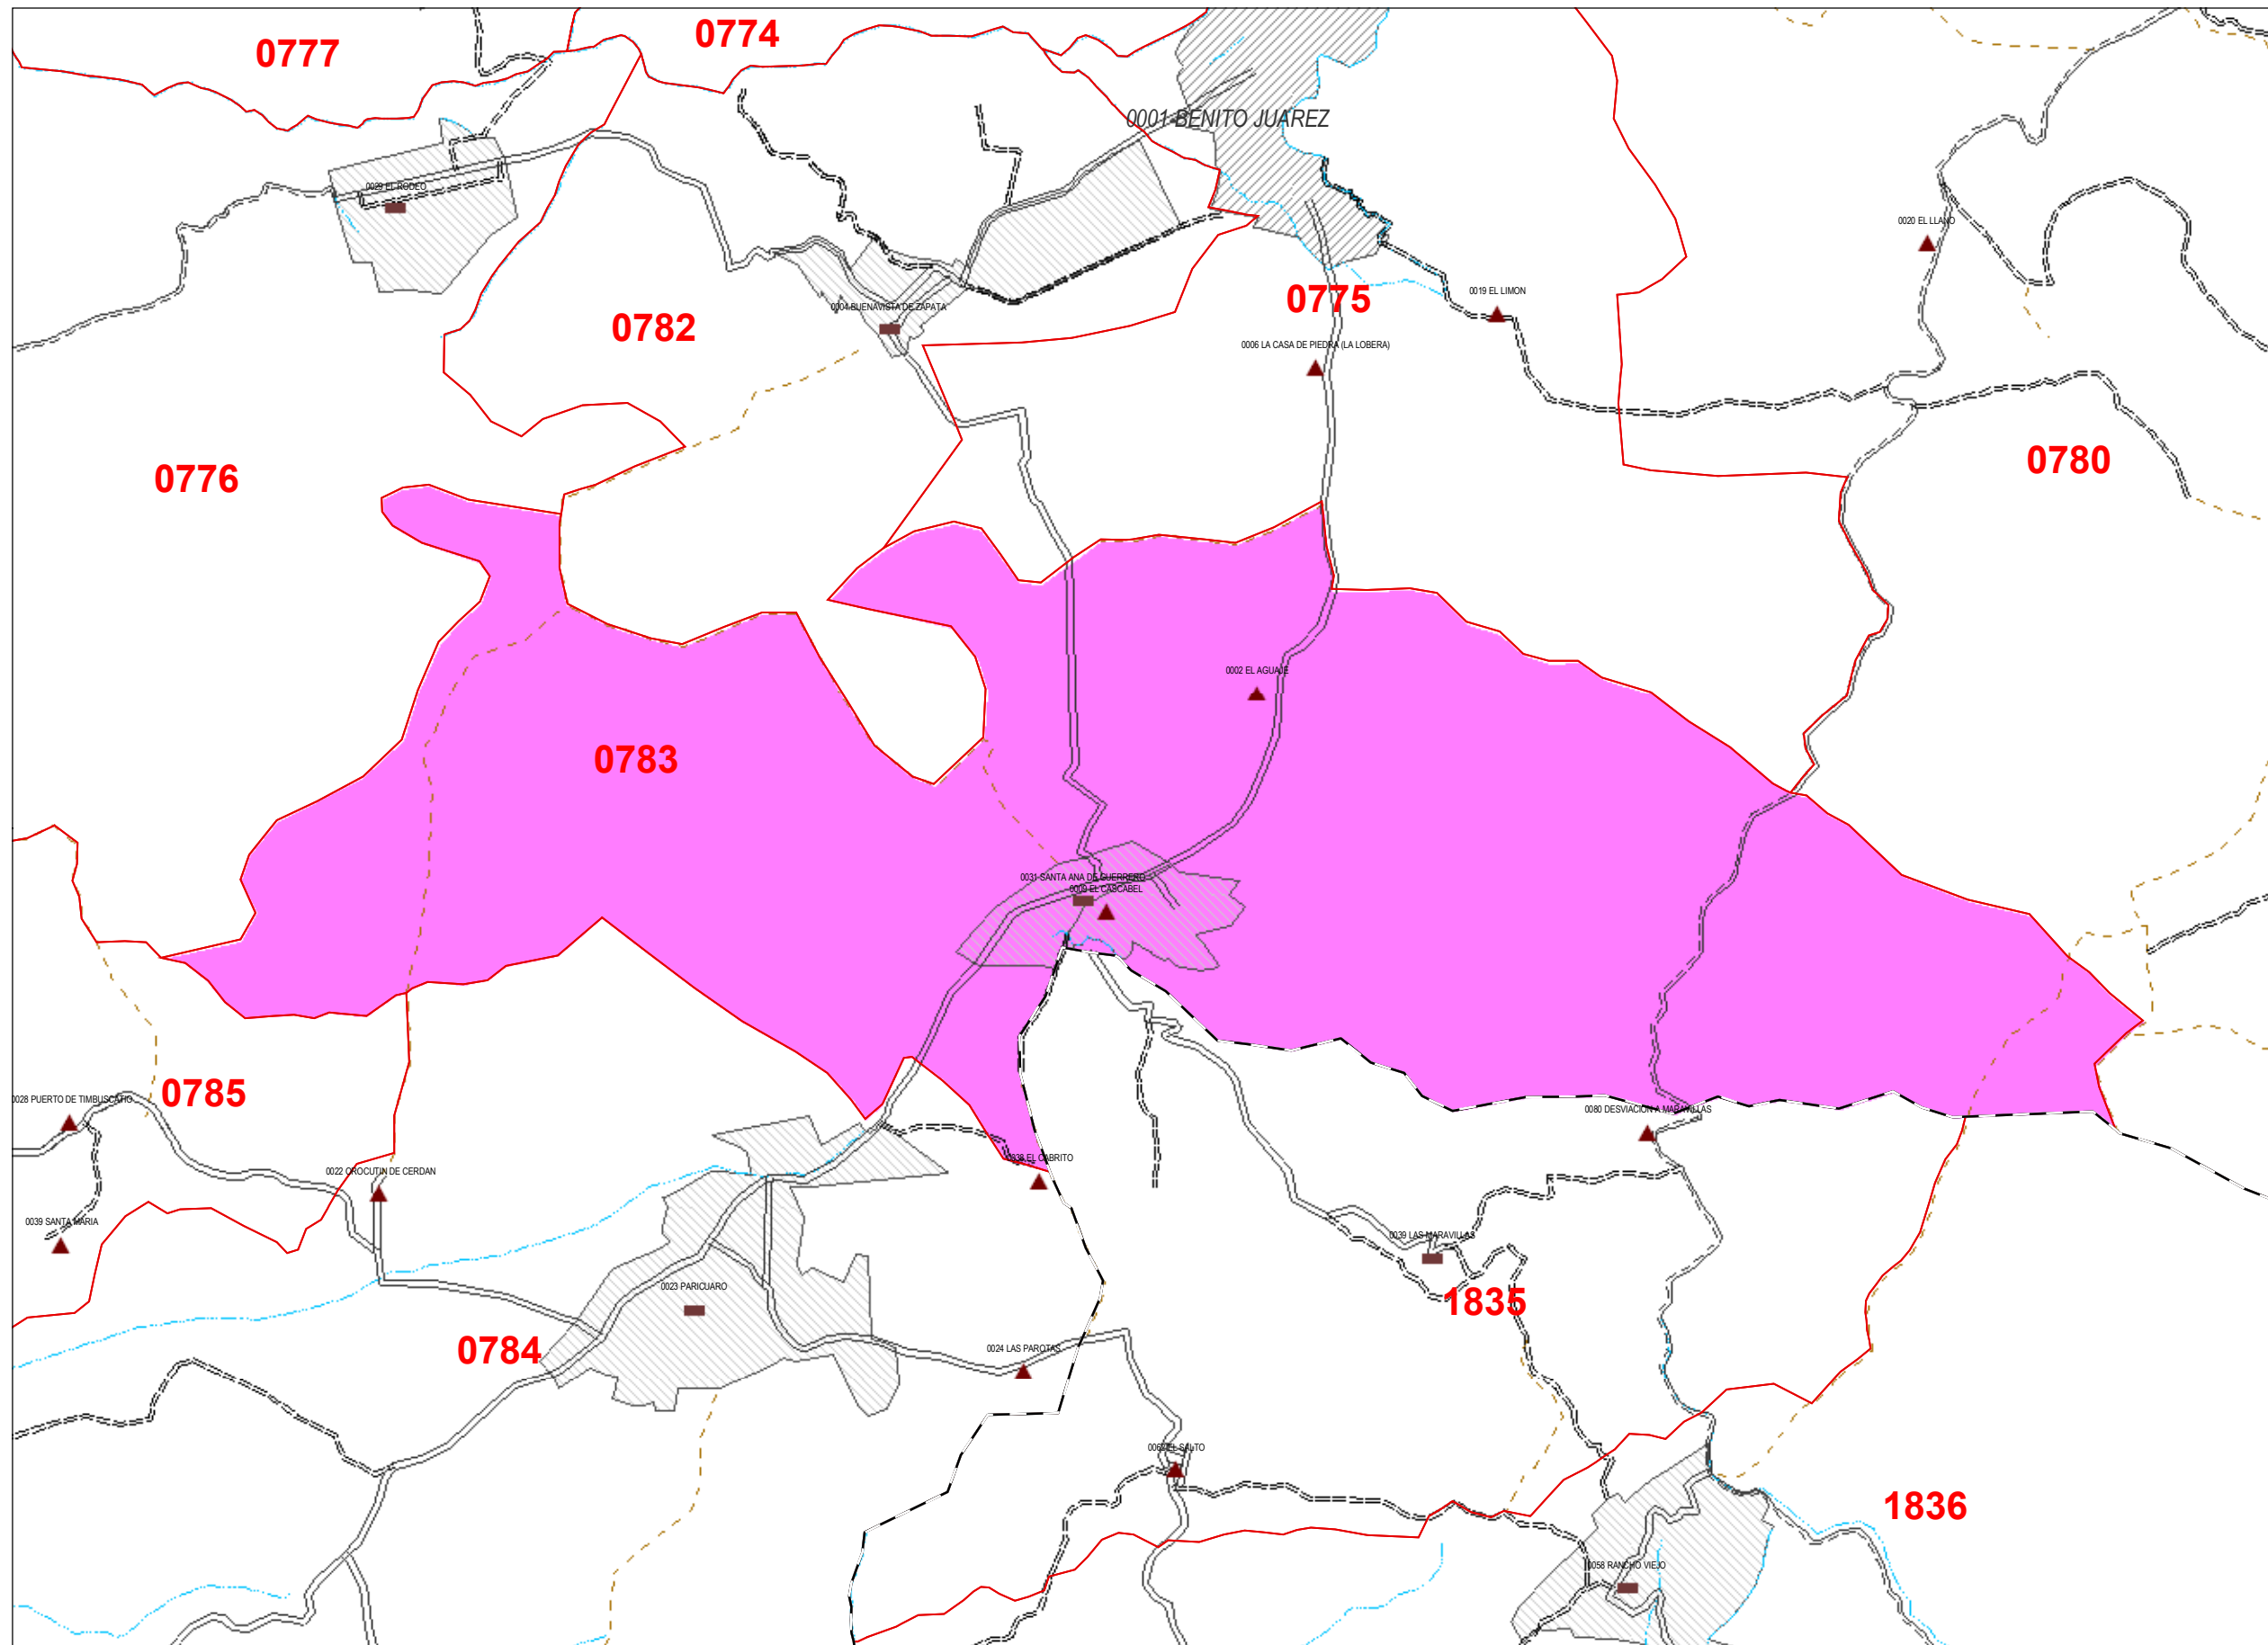 0774
0777
0001 BENITO JUAREZ
0029 EL RODEO
0020 EL LLANO
0019 EL LIMON
0775
0004 BUENAVISTA DE ZAPATA
0782
0006 LA CASA DE PIEDRA (LA LOBERA)
0780
0776
0002 EL AGUAJE
0783
0031 SANTA ANA DE GUERRERO
0009 EL CASCABEL
0785
0028 PUERTO DE TIMBUSCATIO
0080 DESVIACION A MARAVILLAS
0038 EL CABRITO
0022 OROCUTIN DE CERDAN
0039 SANTA MARIA
0039 LAS MARAVILLAS
0023 PARICUARO
1835
0784
0024 LAS PAROTAS
EL SALTO
1836
0058 RANCHO VIEJO